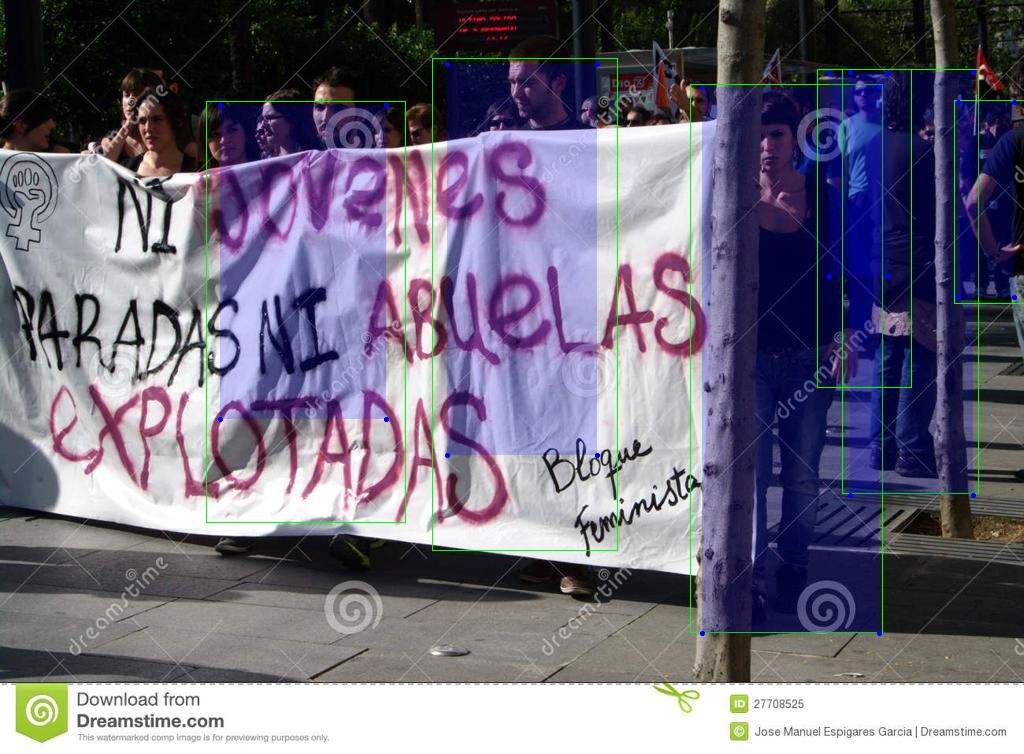 NI JOVENES
PARADAS NI ABUELAS
EXPLOTADAS
Bloque
Feminista
Download from
Dreamstime.com
This watermarked comp image is for previewing purposes only.
ID 27708525
© Jose Manuel Espigares Garcia | Dreamstime.com